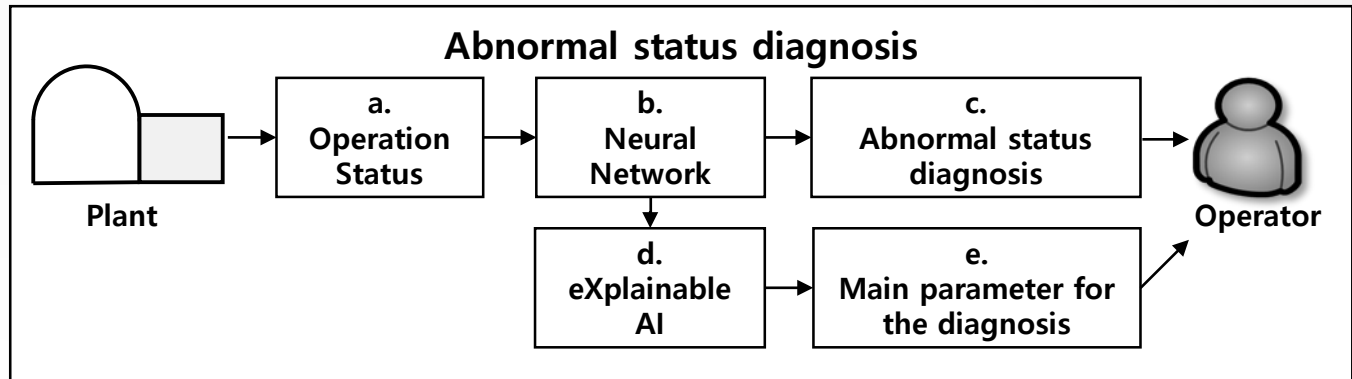 Abnormal status diagnosis
a.
Operation
Status
b.
Neural
Network
c.
Abnormal status
diagnosis
Plant
Operator
d.
eXplainable
AI
e.
Main parameter for
the diagnosis